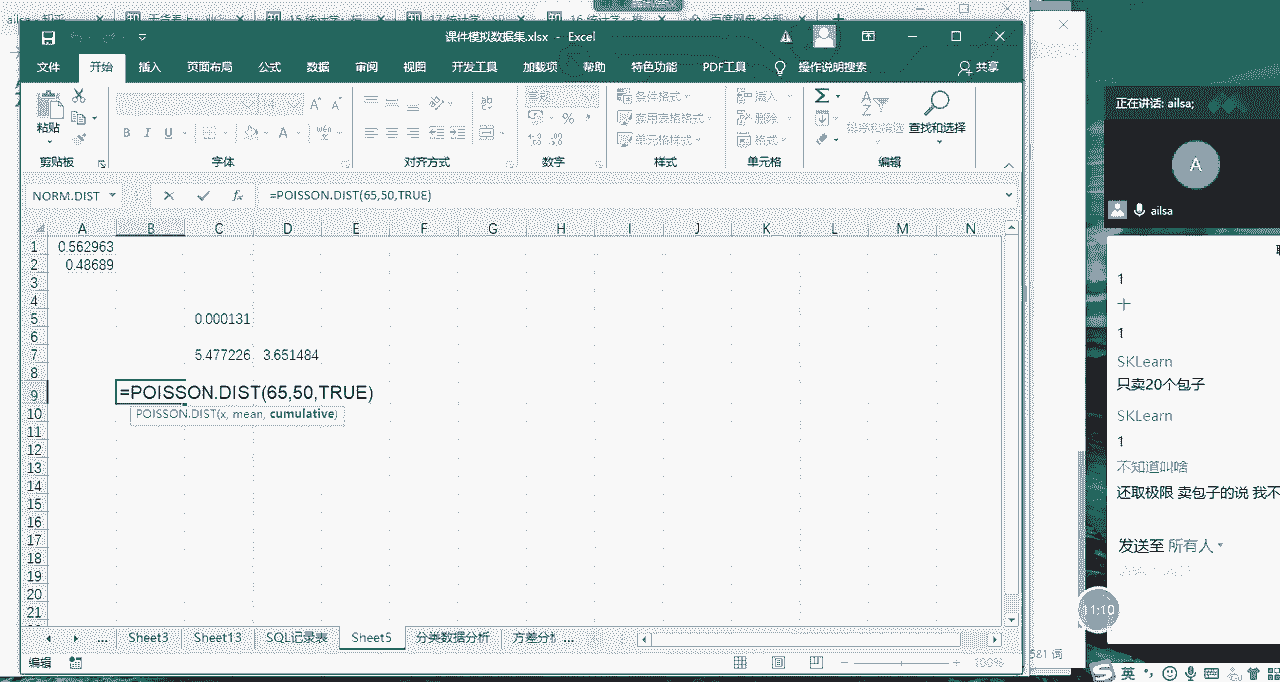 课件模拟数据集.xlsx - Excel
文件 开始 插入 页面布局 公式 数据 审阅 视图 开发工具 加载项 帮助 特色功能 PDF工具 操作说明搜索 共享
粘贴
剪贴板
B I U
字体
对齐方式
数字
条件格式
套用表格格式
单元格样式
样式
插入
删除
格式
单元格
查找和选择
编辑
NORM.DIST
=POISSON.DIST(65,50,TRUE)
A B C D E G H I J K L M N
1 0.562963
2 0.48689
3
4
5 0.000131
6
7 5.477226 3.651484
8
9 =POISSON.DIST(65,50,TRUE)
10 POISSON.DIST(x, mean, cumulative)
11
12
13
14
15
16
17
18
19
20
21
... Sheet3 Sheet13 SQL记录表 Sheet5 分类数据分析 ...
编辑
100%
正在讲话: ailsa;
A
ailsa
1
十
1
SKLearn
只卖20个包子
SKLearn
1
不知道叫啥
还取极限 卖包子的说 我不
发送至 所有人
11:10
581 词
英